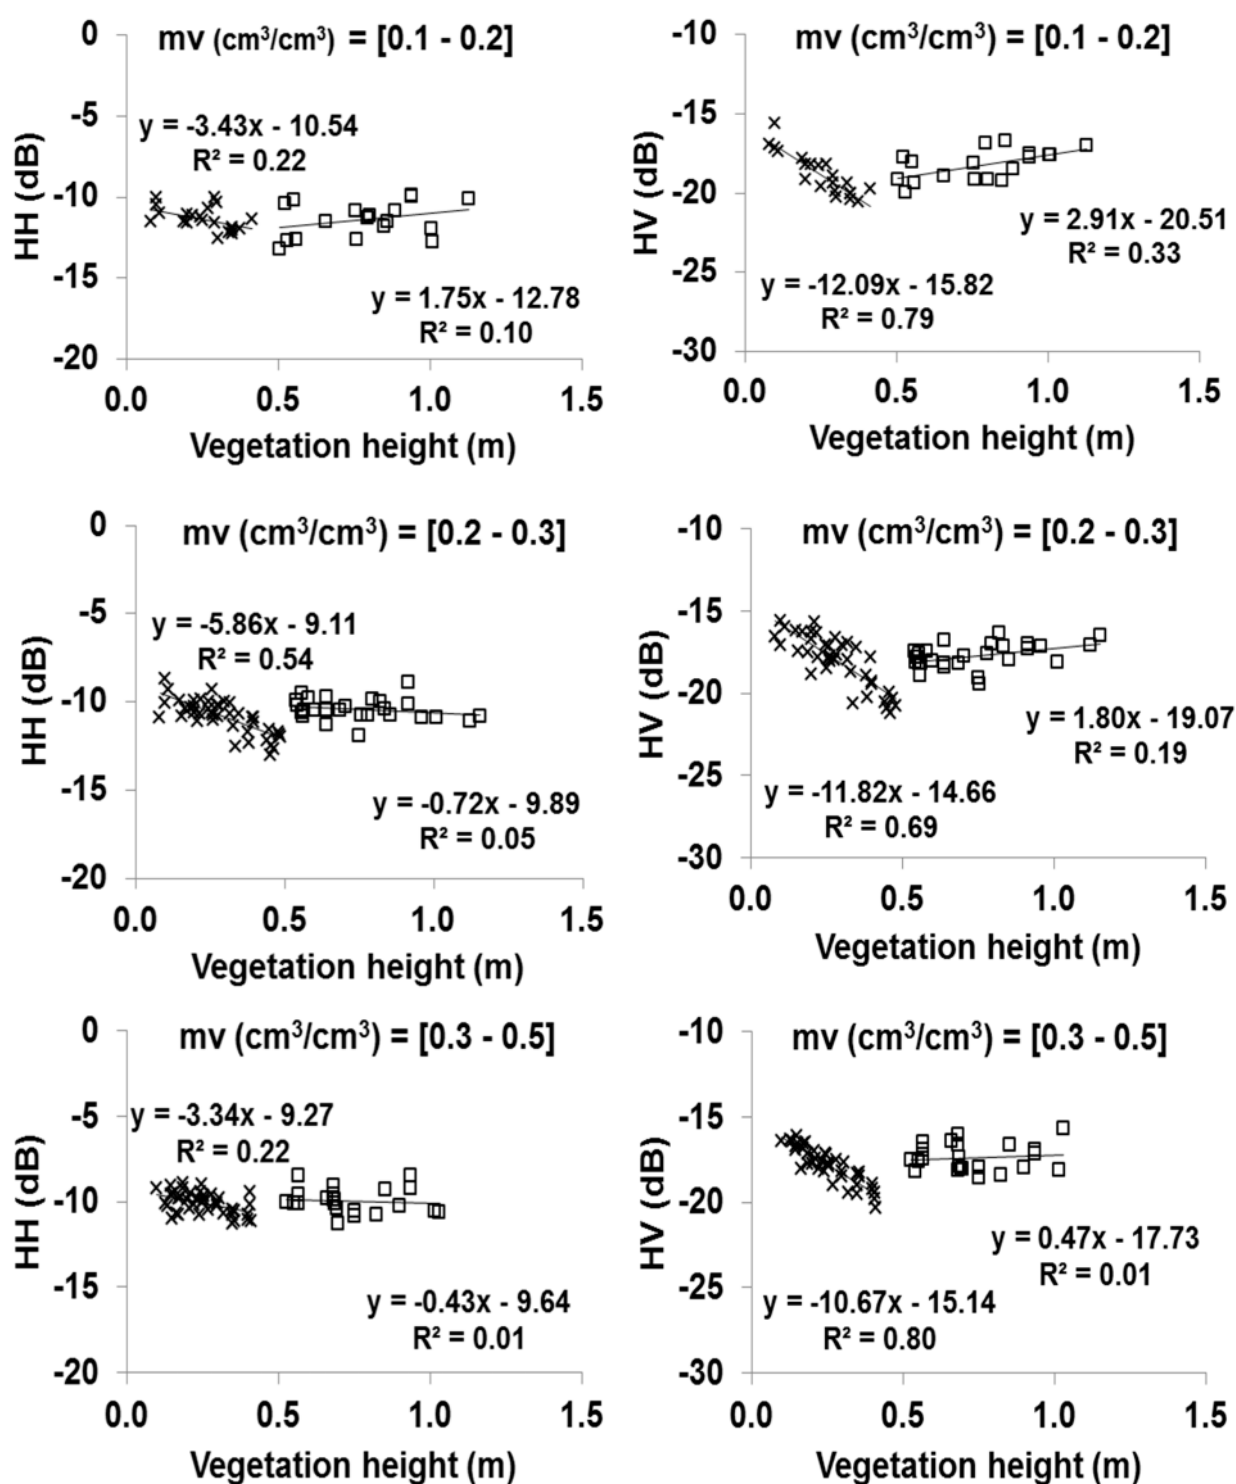 mv (cm³/cm³) = [0.1 - 0.2]
0
-5
-10
-15
-20
HH (dB)
y = -3.43x - 10.54
R² = 0.22
y = 1.75x - 12.78
R² = 0.10
0.0 0.5 1.0 1.5
Vegetation height (m)
mv (cm³/cm³) = [0.1 - 0.2]
-10
-15
-20
-25
-30
HV (dB)
y = 2.91x - 20.51
R² = 0.33
y = -12.09x - 15.82
R² = 0.79
0.0 0.5 1.0 1.5
Vegetation height (m)
mv (cm³/cm³) = [0.2 - 0.3]
0
-5
-10
-15
-20
HH (dB)
y = -5.86x - 9.11
R² = 0.54
y = -0.72x - 9.89
R² = 0.05
0.0 0.5 1.0 1.5
Vegetation height (m)
mv (cm³/cm³) = [0.2 - 0.3]
-10
-15
-20
-25
-30
HV (dB)
y = 1.80x - 19.07
R² = 0.19
y = -11.82x - 14.66
R² = 0.69
0.0 0.5 1.0 1.5
Vegetation height (m)
mv (cm³/cm³) = [0.3 - 0.5]
0
-5
-10
-15
-20
HH (dB)
y = -3.34x - 9.27
R² = 0.22
y = -0.43x - 9.64
R² = 0.01
0.0 0.5 1.0 1.5
Vegetation height (m)
mv (cm³/cm³) = [0.3 - 0.5]
-10
-15
-20
-25
-30
HV (dB)
y = 0.47x - 17.73
R² = 0.01
y = -10.67x - 15.14
R² = 0.80
0.0 0.5 1.0 1.5
Vegetation height (m)